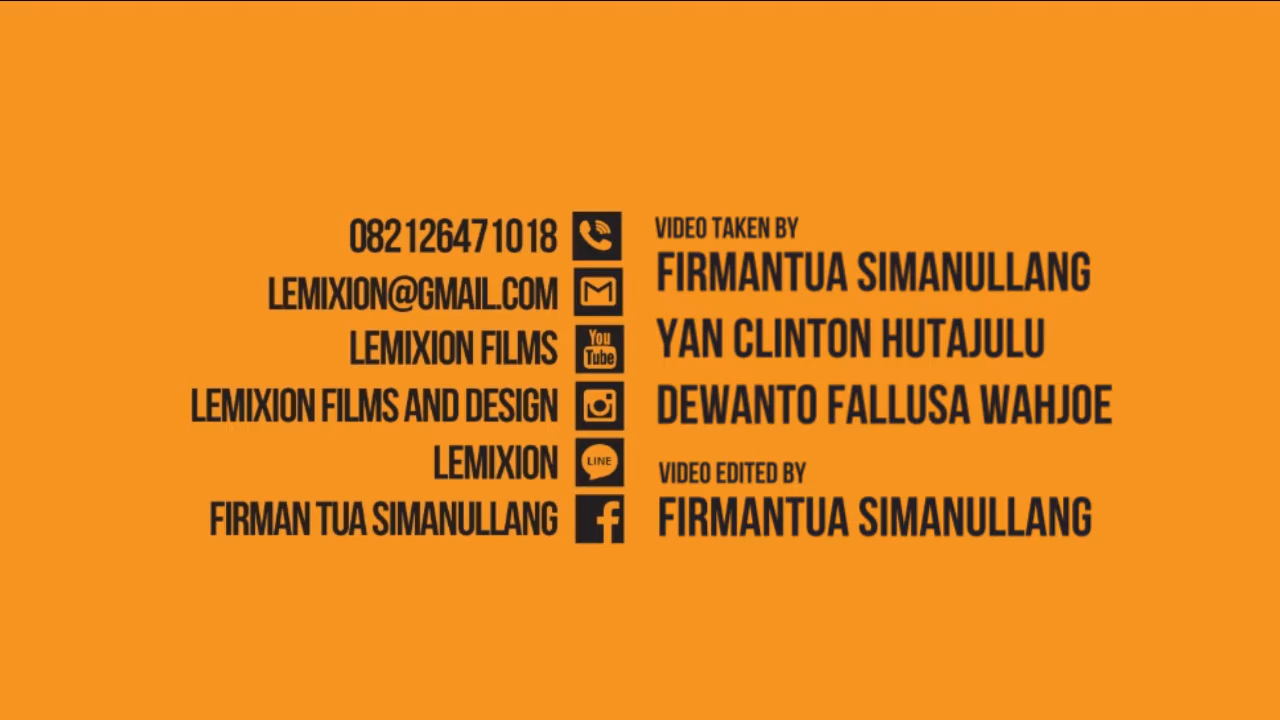 082126471018
LEMIXION@GMAIL.COM
LEMIXION FILMS
You
Tube
LEMIXION FILMS AND DESIGN
LEMIXION
LINE
FIRMAN TUA SIMANULLANG
VIDEO TAKEN BY
FIRMANTUA SIMANULLANG
YAN CLINTON HUTAJULU
DEWANTO FALLUSA WAHJOE
VIDEO EDITED BY
FIRMANTUA SIMANULLANG